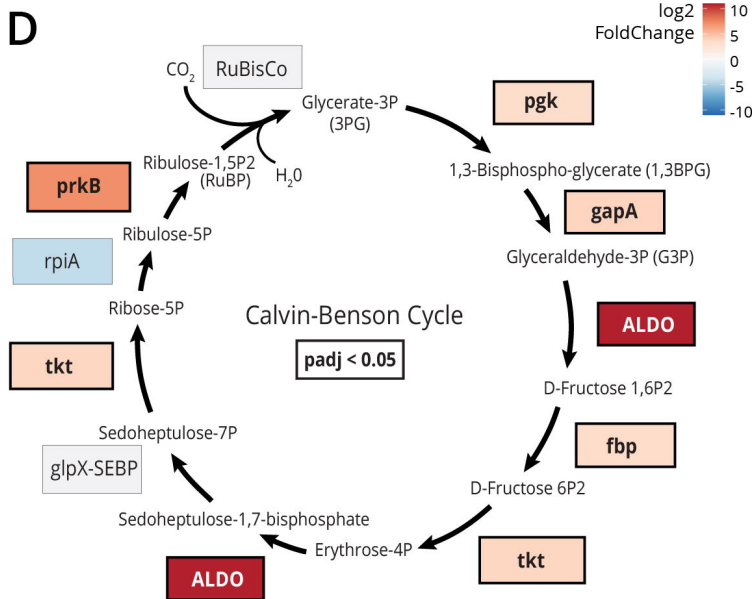 D
log2
FoldChange
10
5
0
-5
-10
CO2
RuBisCo
Glycerate-3P
(3PG)
pgk
Ribulose-1,5P2
(RuBP)
H20
1,3-Bisphospho-glycerate (1,3BPG)
prkB
gapA
Ribulose-5P
Glyceraldehyde-3P (G3P)
rpiA
Ribose-5P
Calvin-Benson Cycle
ALDO
padj < 0.05
tkt
D-Fructose 1,6P2
Sedoheptulose-7P
fbp
glpX-SEBP
D-Fructose 6P2
Sedoheptulose-1,7-bisphosphate
Erythrose-4P
tkt
ALDO